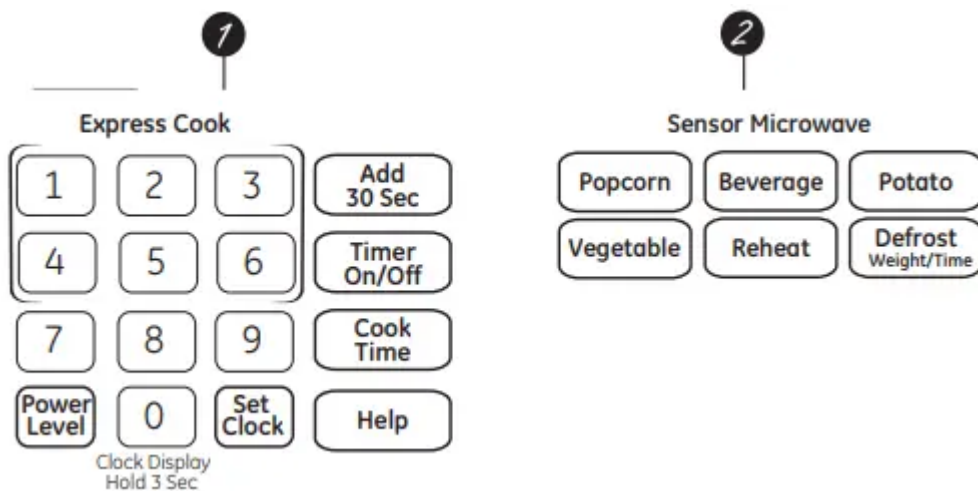 1
2
Express Cook
1 2 3 Add
30 Sec
4 5 6 Timer
On/Off
7 8 9 Cook
Time
Power
Level
0
Set
Clock
Help
Clock Display
Hold 3 Sec
Sensor Microwave
Popcorn Beverage Potato
Vegetable Reheat Defrost
Weight/Time